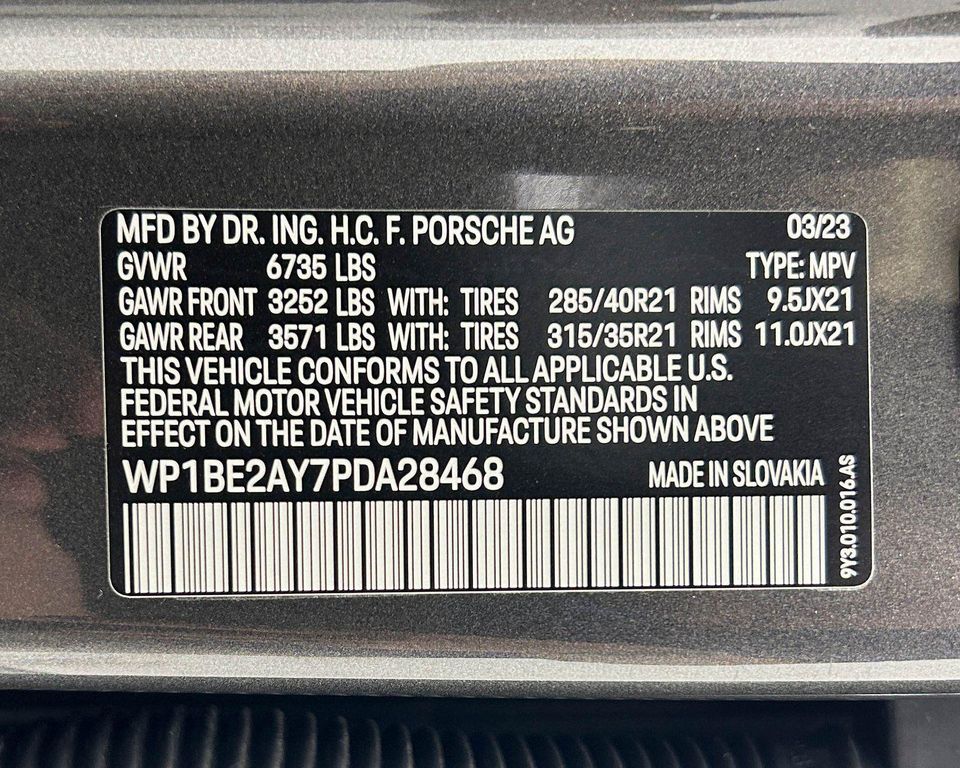 MFD BY DR. ING. H.C. F. PORSCHE AG 03/23
GVWR 6735 LBS TYPE: MPV
GAWR FRONT 3252 LBS WITH: TIRES 285/40R21 RIMS 9.5JX21
GAWR REAR 3571 LBS WITH: TIRES 315/35R21 RIMS 11.0JX21
THIS VEHICLE CONFORMS TO ALL APPLICABLE U.S.
FEDERAL MOTOR VEHICLE SAFETY STANDARDS IN
EFFECT ON THE DATE OF MANUFACTURE SHOWN ABOVE
WP1BE2AY7PDA28468 MADE IN SLOVAKIA
9Y3.010.016.AS